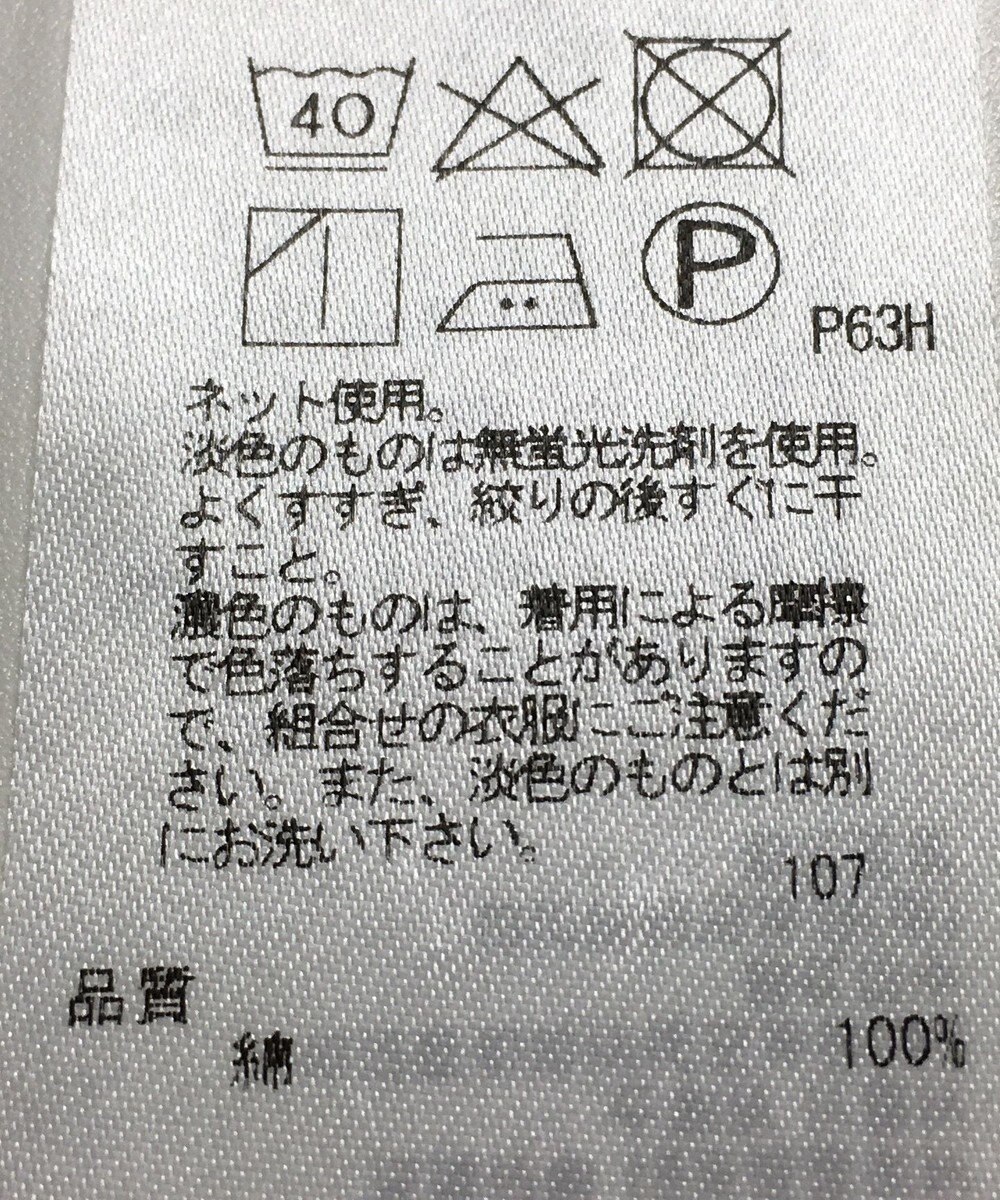 40
P
P63H
ネット使用。
淡色のものは無蛍光洗剤を使用。
よくすすぎ、絞りの後すぐに干
すこと。
濃色のものは、着用による摩擦
で色落ちすることがありますの
で、組合せの衣服にご注意くだ
さい。また、淡色のものとは別
にお洗い下さい。
107
品質
綿 100%